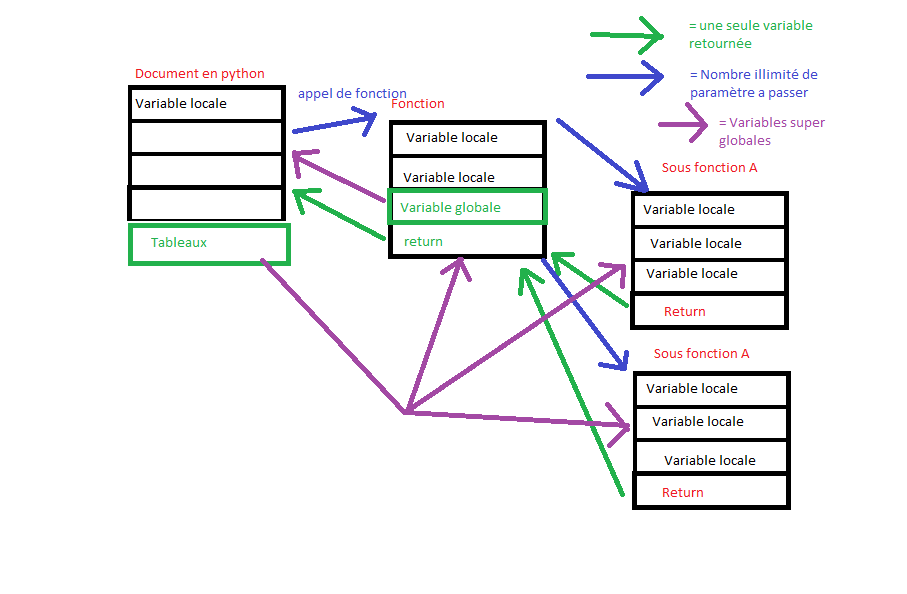 = une seule variable
retournée
Document en python
= Nombre illimité de
paramètre a passer
appel de fonction
Fonction
Variable locale
= Variables super
globales
Variable locale
Sous fonction A
Variable locale
Variable globale
Variable locale
return
Tableaux
Variable locale
Variable locale
Return
Sous fonction A
Variable locale
Variable locale
Variable locale
Return